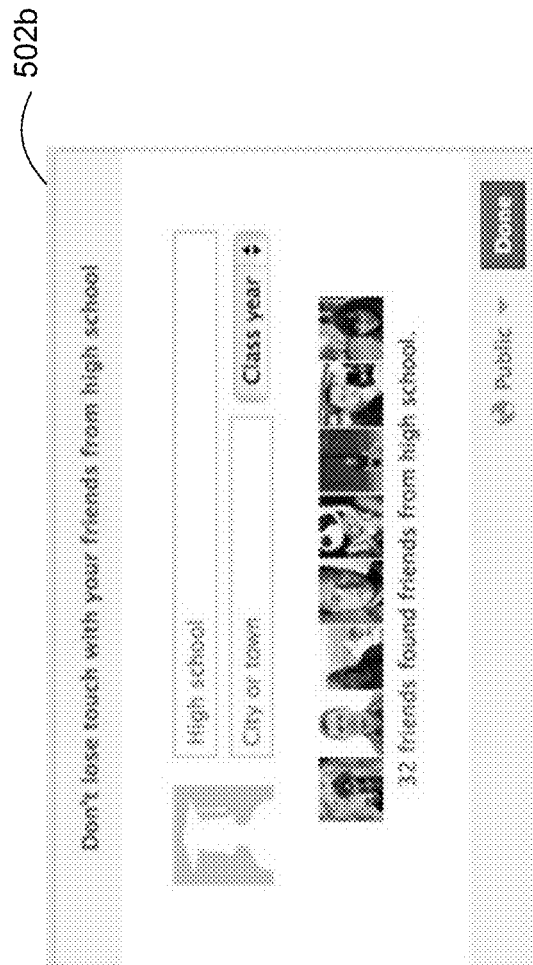 502b
Don't lose touch with your friends from high school
High school
City or town
Class year
32 friends found friends from high school.
Public
Done